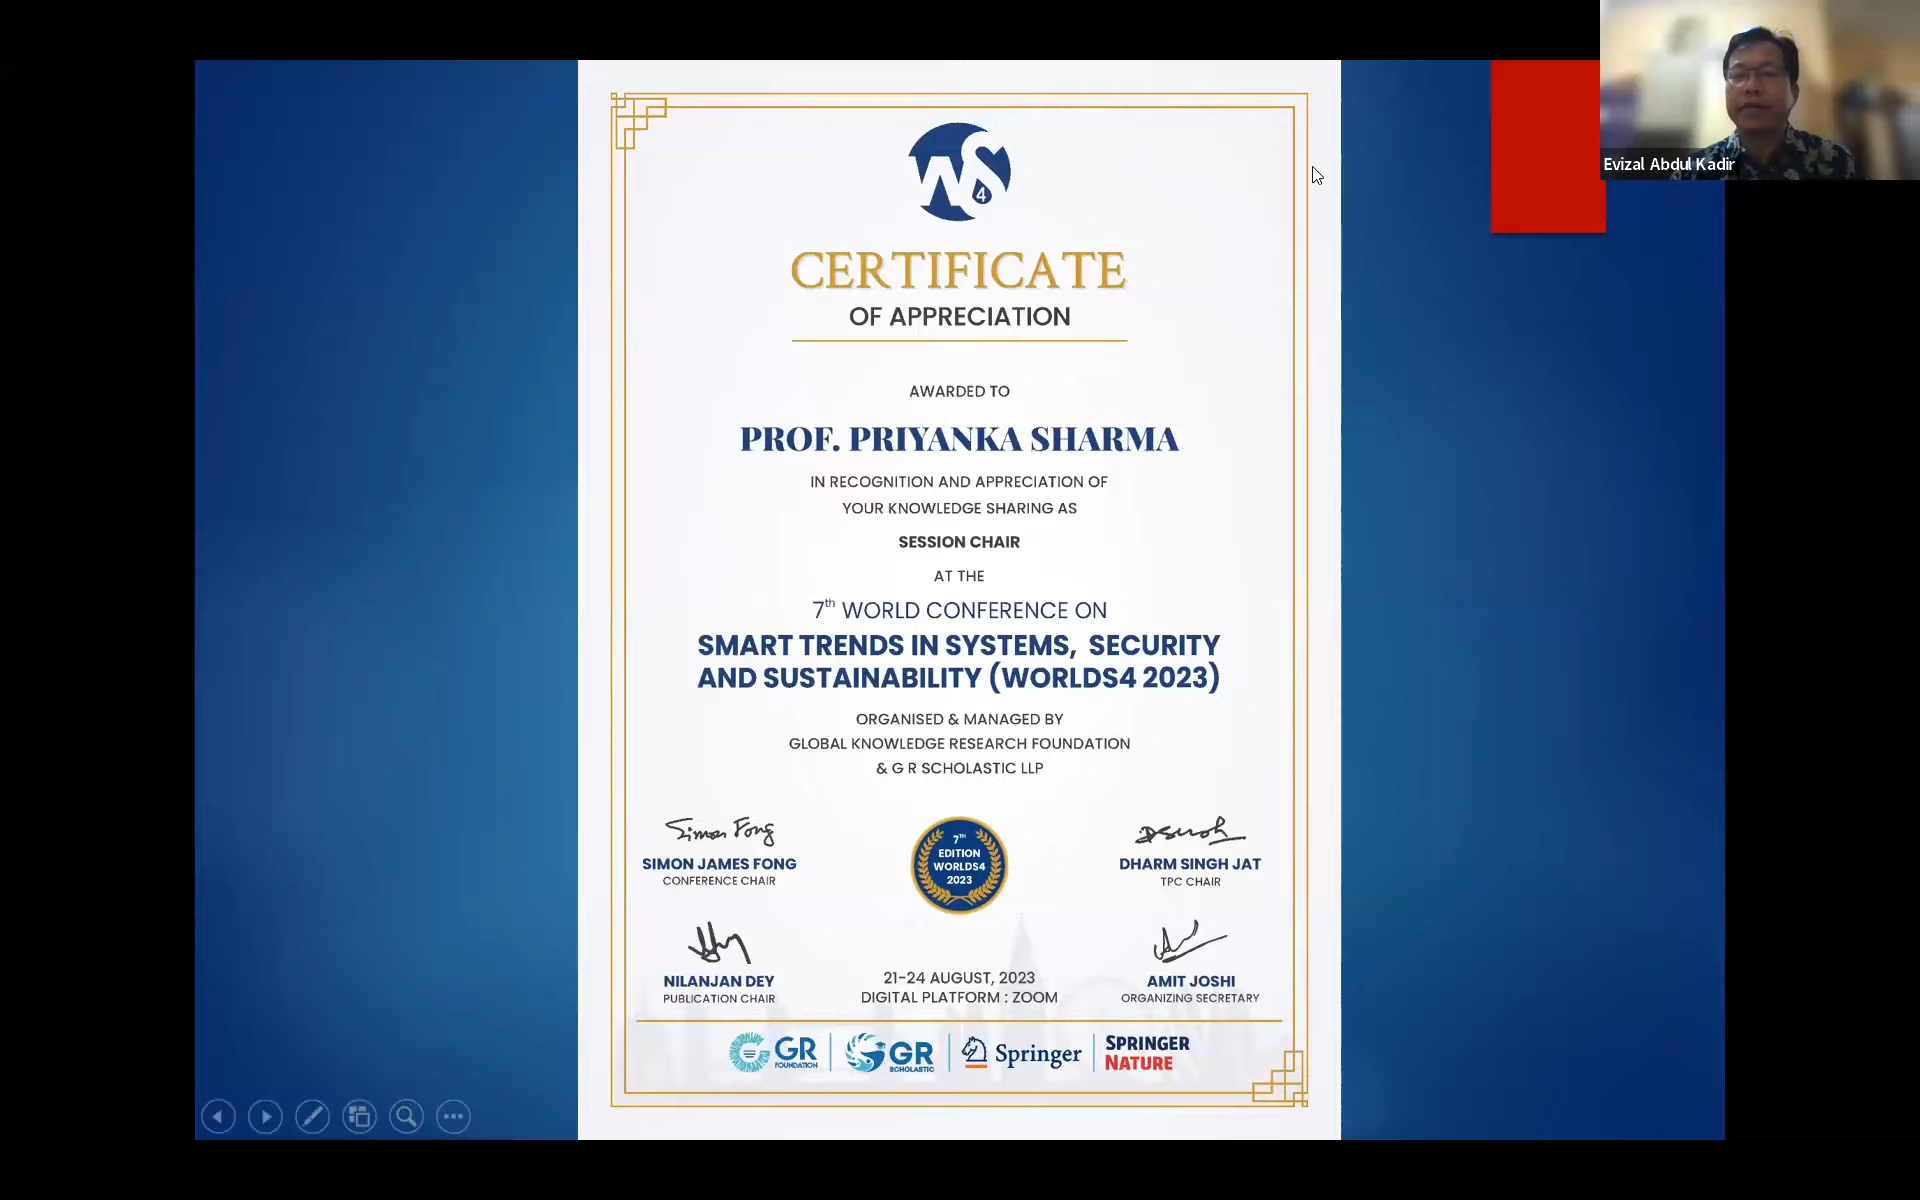 Evizal Abdul Kadir
WS4
CERTIFICATE
OF APPRECIATION
AWARDED TO
PROF. PRIYANKA SHARMA
IN RECOGNITION AND APPRECIATION OF
YOUR KNOWLEDGE SHARING AS
SESSION CHAIR
AT THE
7th WORLD CONFERENCE ON
SMART TRENDS IN SYSTEMS, SECURITY
AND SUSTAINABILITY (WORLDS4 2023)
ORGANISED & MANAGED BY
GLOBAL KNOWLEDGE RESEARCH FOUNDATION
& G R SCHOLASTIC LLP
Simon Fong
SIMON JAMES FONG
CONFERENCE CHAIR
7TH
EDITION
WORLDS4
2023
DHARM SINGH JAT
TPC CHAIR
NILANJAN DEY
PUBLICATION CHAIR
21-24 AUGUST, 2023
DIGITAL PLATFORM : ZOOM
AMIT JOSHI
ORGANIZING SECRETARY
GR
FOUNDATION
GR
SCHOLASTIC
Springer
SPRINGER
NATURE